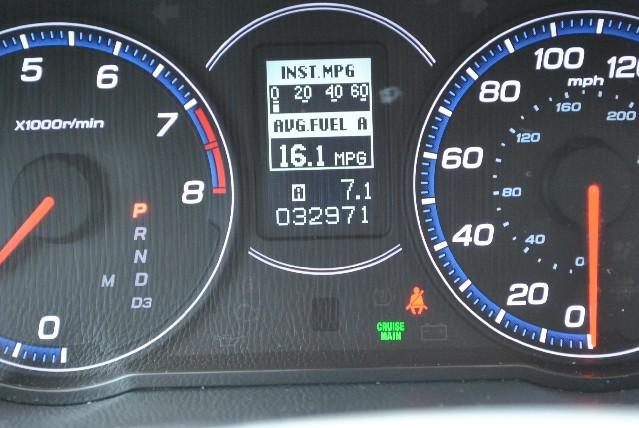 5
6
7
8
X1000r/min
P
R
N
M D
D3
0
INST.MPG
0 20 40 60
AVG.FUEL A
16.1 MPG
A 7.1
032971
CRUISE
MAIN
0
20
40
60
80
100
120
mph
0
40
80
120
160
200